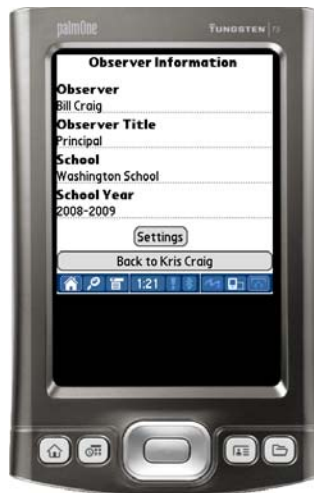 palmOne TUNGSTEN | T5
Observer Information
Observer
Bill Craig
Observer Title
Principal
School
Washington School
School Year
2008-2009
Settings
Back to Kris Craig
1:21